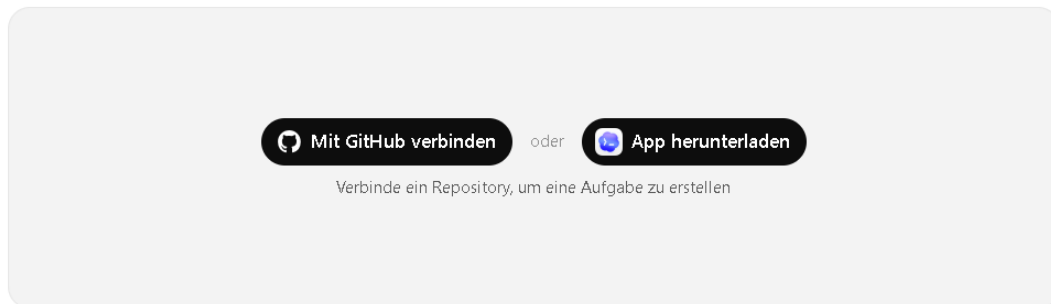 Mit GitHub verbinden oder App herunterladen
Verbinde ein Repository, um eine Aufgabe zu erstellen